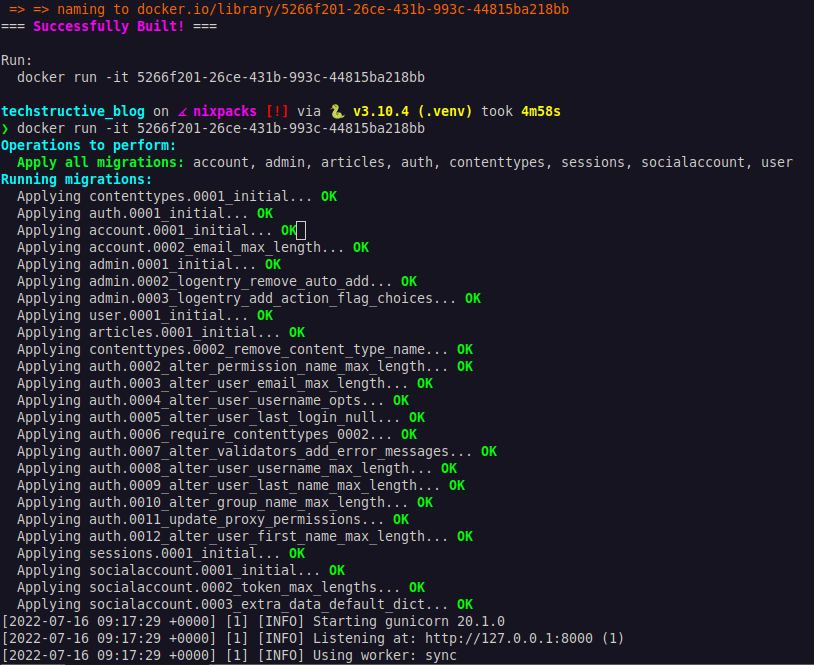 => => naming to docker.io/library/5266f201-26ce-431b-993c-44815ba218bb
=== Successfully Built! ===
Run:
docker run -it 5266f201-26ce-431b-993c-44815ba218bb
techstructive_blog on nixpacks [!] via 🐍 v3.10.4 (.venv) took 4m58s
❯ docker run -it 5266f201-26ce-431b-993c-44815ba218bb
Operations to perform:
Apply all migrations: account, admin, articles, auth, contenttypes, sessions, socialaccount, user
Running migrations:
Applying contenttypes.0001_initial... OK
Applying auth.0001_initial... OK
Applying account.0001_initial... OK
Applying account.0002_email_max_length... OK
Applying admin.0001_initial... OK
Applying admin.0002_logentry_remove_auto_add... OK
Applying admin.0003_logentry_add_action_flag_choices... OK
Applying user.0001_initial... OK
Applying articles.0001_initial... OK
Applying contenttypes.0002_remove_content_type_name... OK
Applying auth.0002_alter_permission_name_max_length... OK
Applying auth.0003_alter_user_email_max_length... OK
Applying auth.0004_alter_user_username_opts... OK
Applying auth.0005_alter_user_last_login_null... OK
Applying auth.0006_require_contenttypes_0002... OK
Applying auth.0007_alter_validators_add_error_messages... OK
Applying auth.0008_alter_user_username_max_length... OK
Applying auth.0009_alter_user_last_name_max_length... OK
Applying auth.0010_alter_group_name_max_length... OK
Applying auth.0011_update_proxy_permissions... OK
Applying auth.0012_alter_user_first_name_max_length... OK
Applying sessions.0001_initial... OK
Applying socialaccount.0001_initial... OK
Applying socialaccount.0002_token_max_lengths... OK
Applying socialaccount.0003_extra_data_default_dict... OK
[2022-07-16 09:17:29 +0000] [1] [INFO] Starting gunicorn 20.1.0
[2022-07-16 09:17:29 +0000] [1] [INFO] Listening at: http://127.0.0.1:8000 (1)
[2022-07-16 09:17:29 +0000] [1] [INFO] Using worker: sync